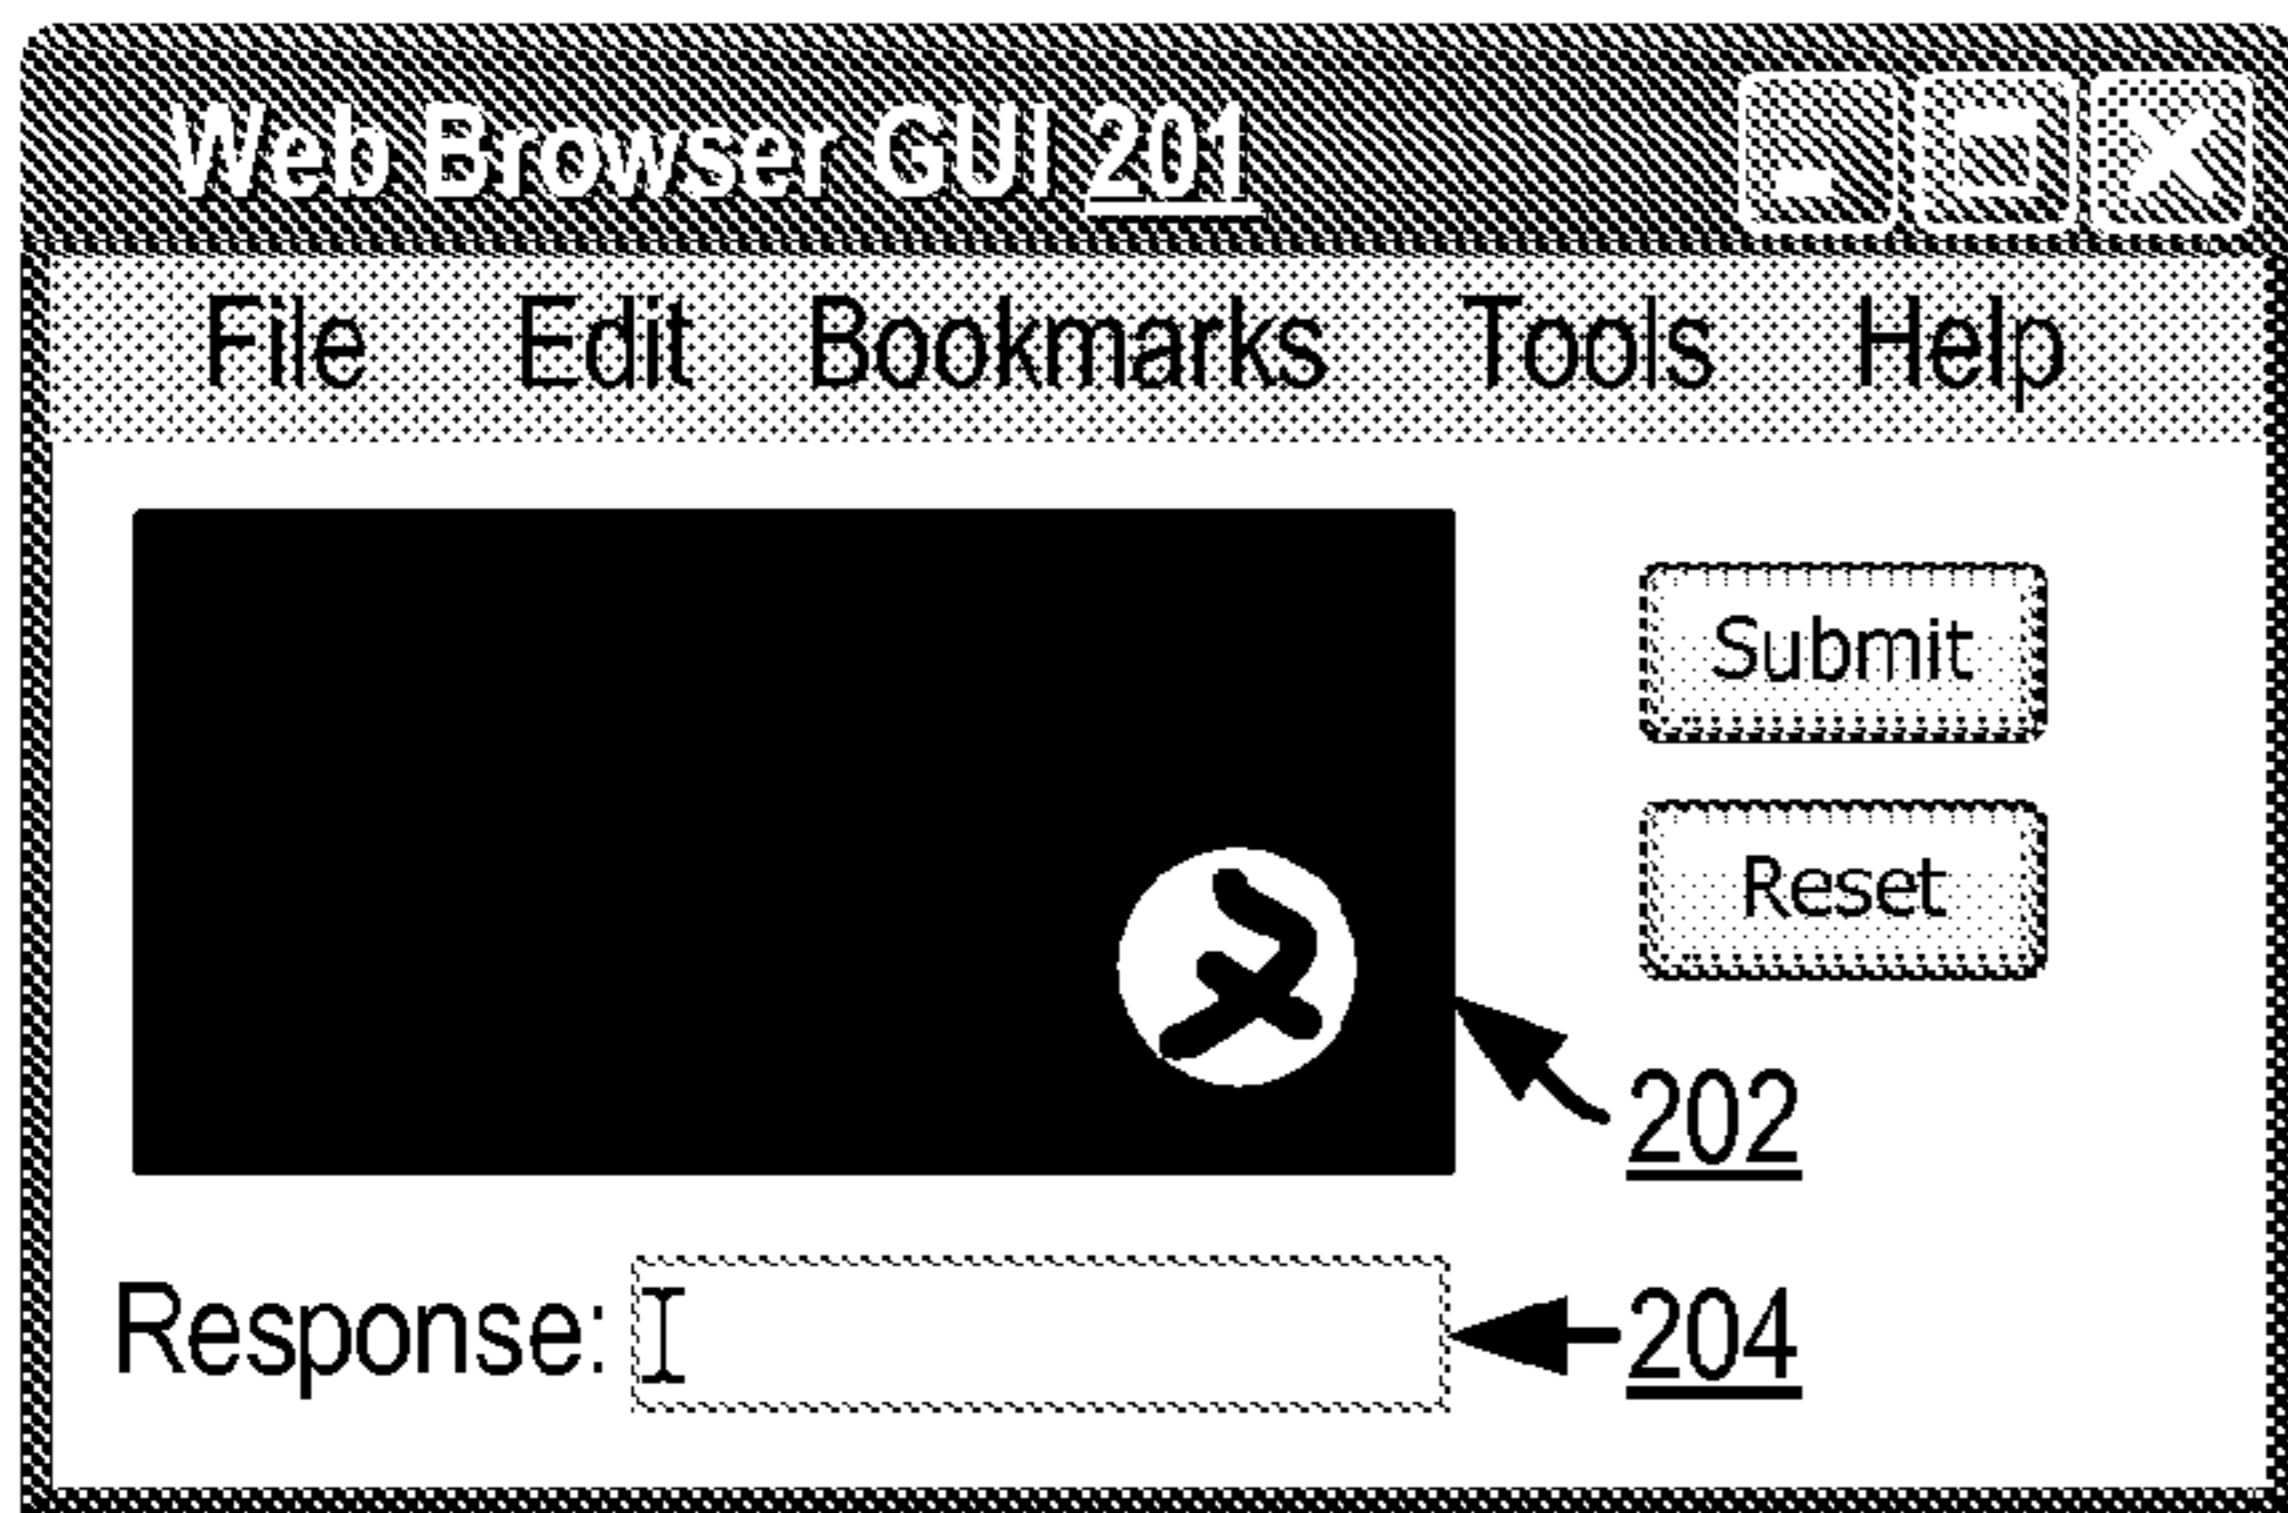 Web Browser GUI 201
File Edit Bookmarks Tools Help
Submit
Reset
202
Response:
204